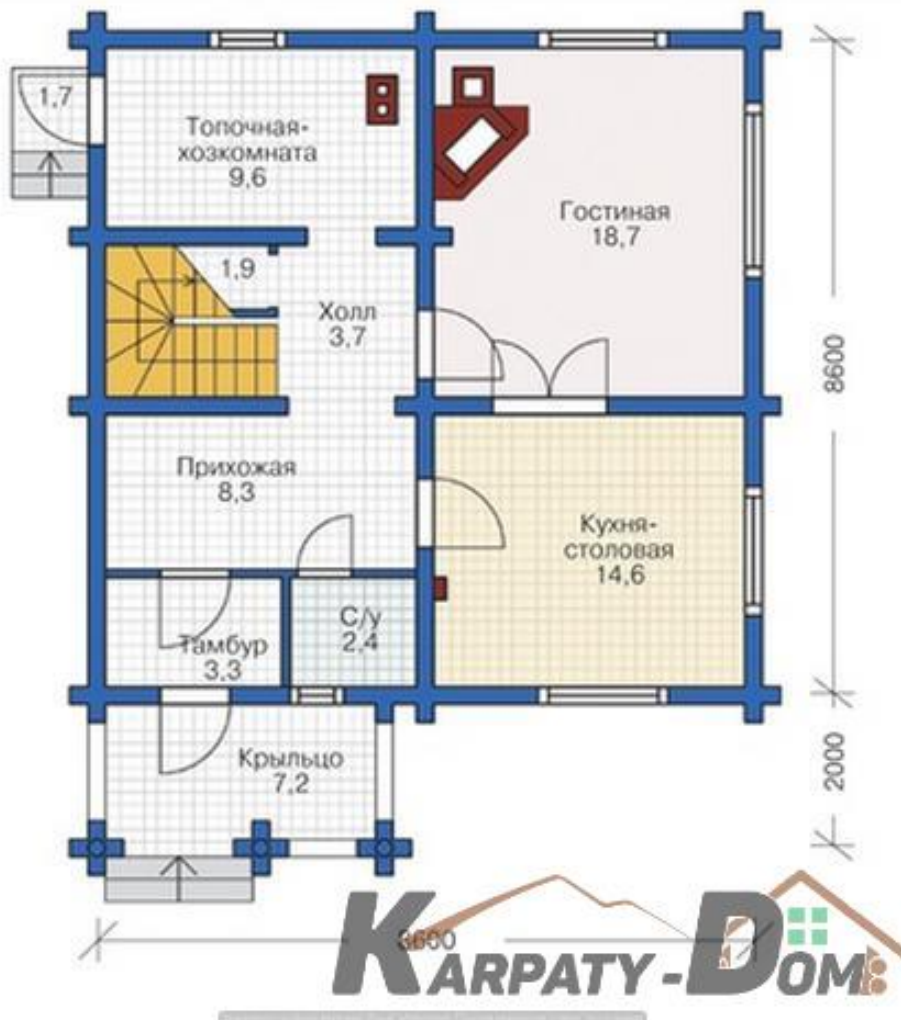 1,7
Топочная-
хозкомната
9,6
Гостиная
18,7
1,9
Холл
3,7
8600
Прихожая
8,3
Кухня-
столовая
14,6
С/у
2,4
Тамбур
3,3
Крыльцо
7,2
2000
8600
KARPATY-DOM